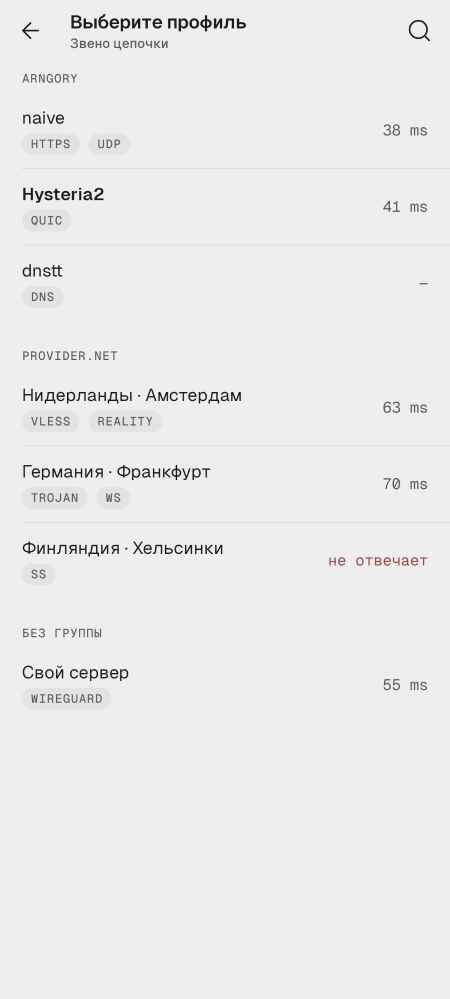 Выберите профиль
Звено цепочки
ARNGORY
naive
HTTPS UDP
38 ms
Hysteria2
QUIC
41 ms
dnstt
DNS
—
PROVIDER.NET
Нидерланды · Амстердам
VLESS REALITY
63 ms
Германия · Франкфурт
TROJAN WS
70 ms
Финляндия · Хельсинки
SS
не отвечает
БЕЗ ГРУППЫ
Свой сервер
WIREGUARD
55 ms